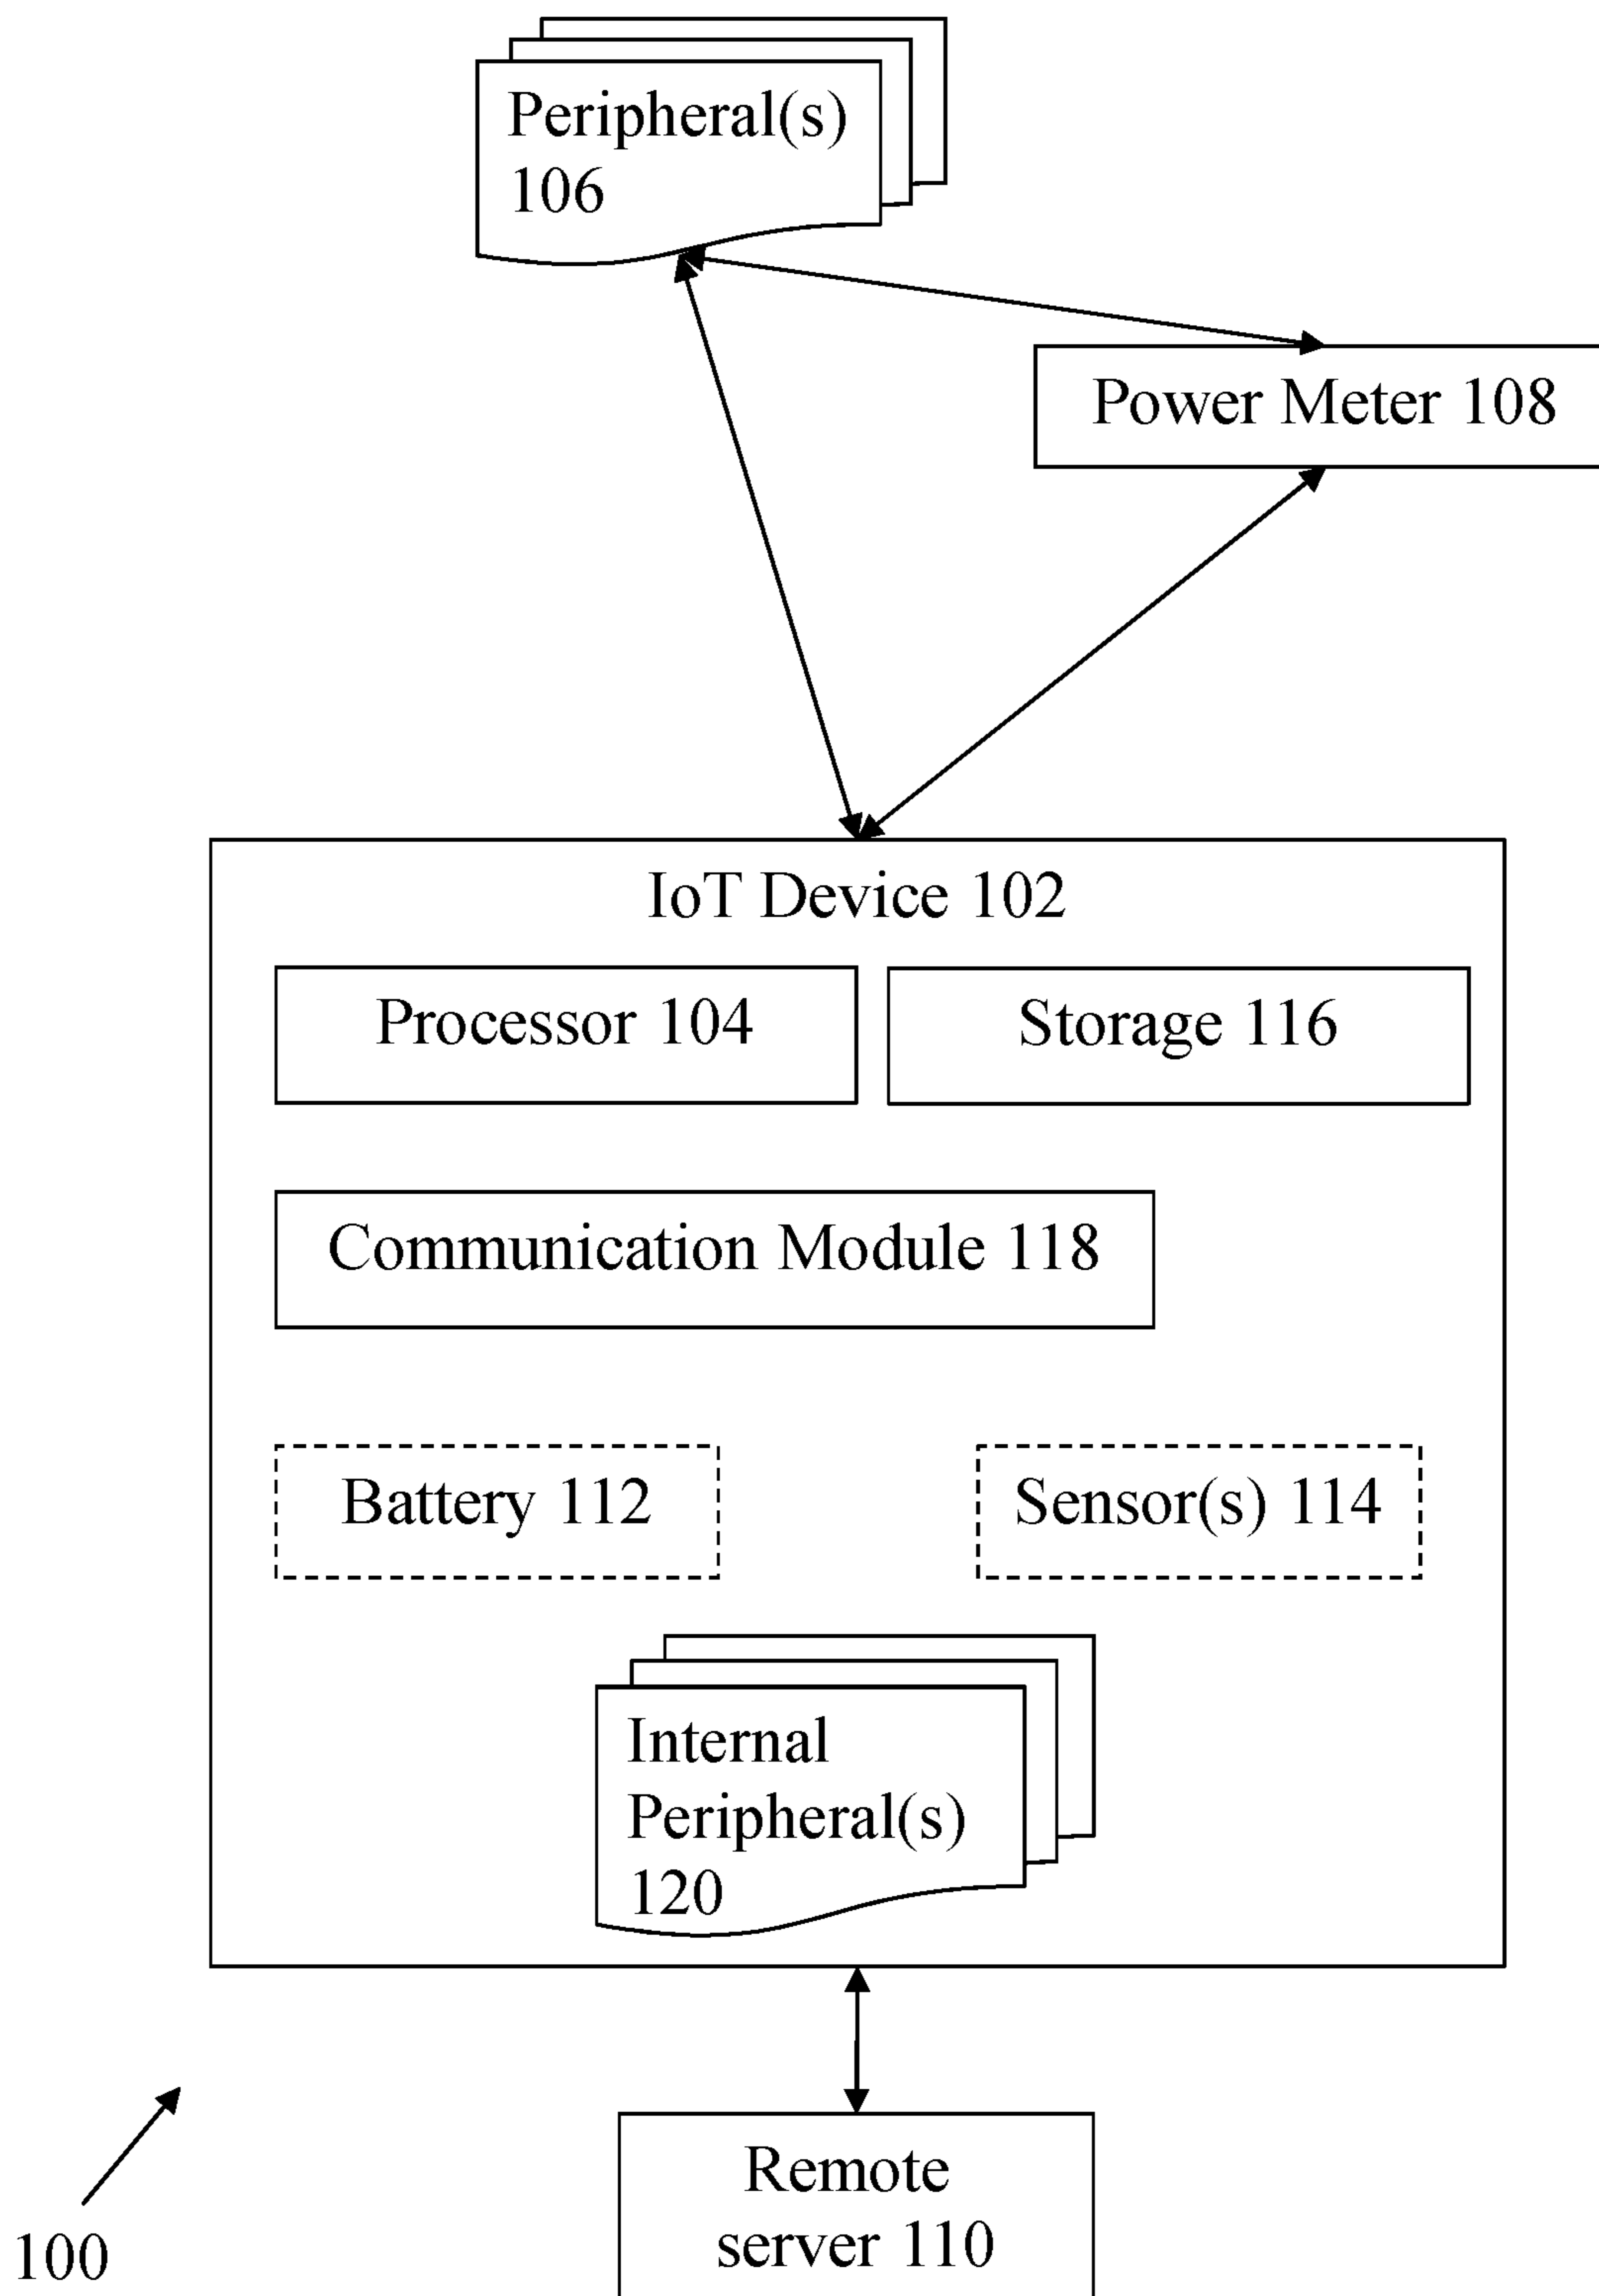 Peripheral(s)
106
Power Meter 108
IoT Device 102
Processor 104
Storage 116
Communication Module 118
Battery 112
Sensor(s) 114
Internal
Peripheral(s)
120
Remote
server 110
100